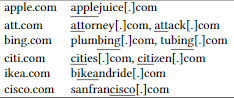 apple.com applejuice[.]com
att.com attorney[.]com, attack[.]com
bing.com plumbing[.]com, tubing[.]com
citi.com cities[.]com, citizen[.]com
ikea.com bikeandride[.]com
cisco.com sanfrancisco[.]com